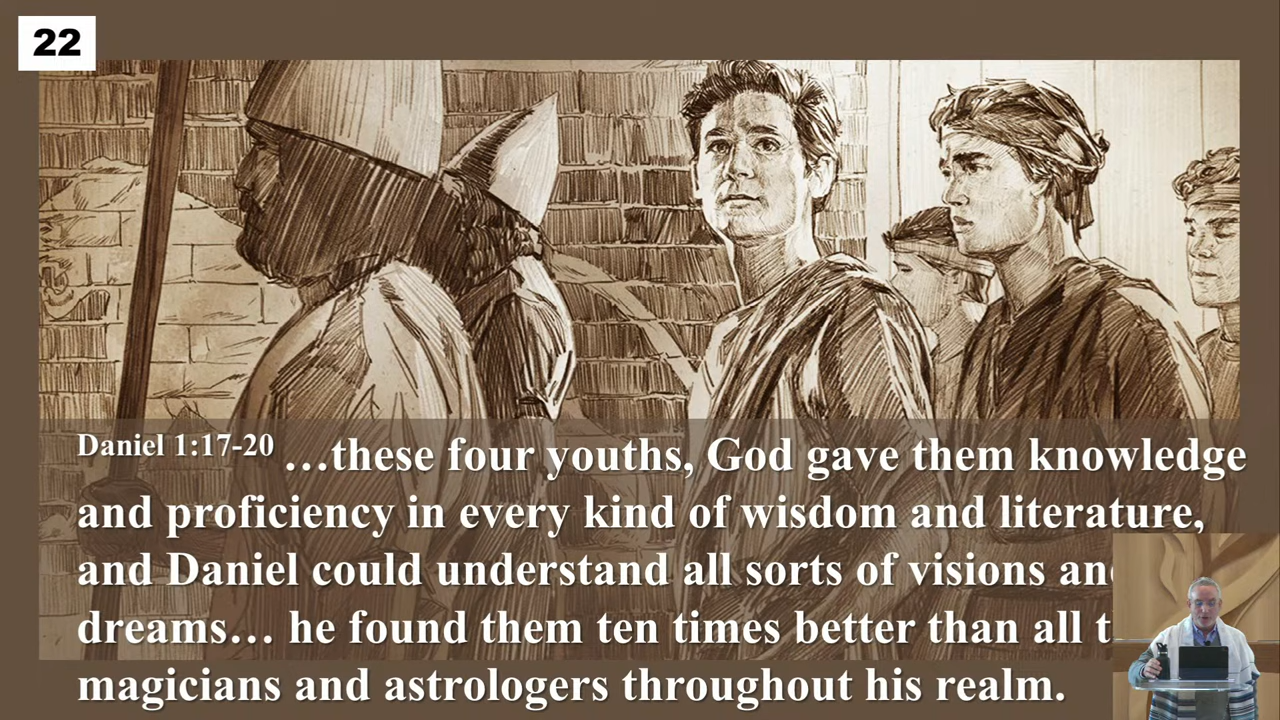 22
Daniel 1:17-20 …these four youths, God gave them knowledge
and proficiency in every kind of wisdom and literature,
and Daniel could understand all sorts of visions
dreams… he found them ten times better than all
magicians and astrologers throughout his realm.